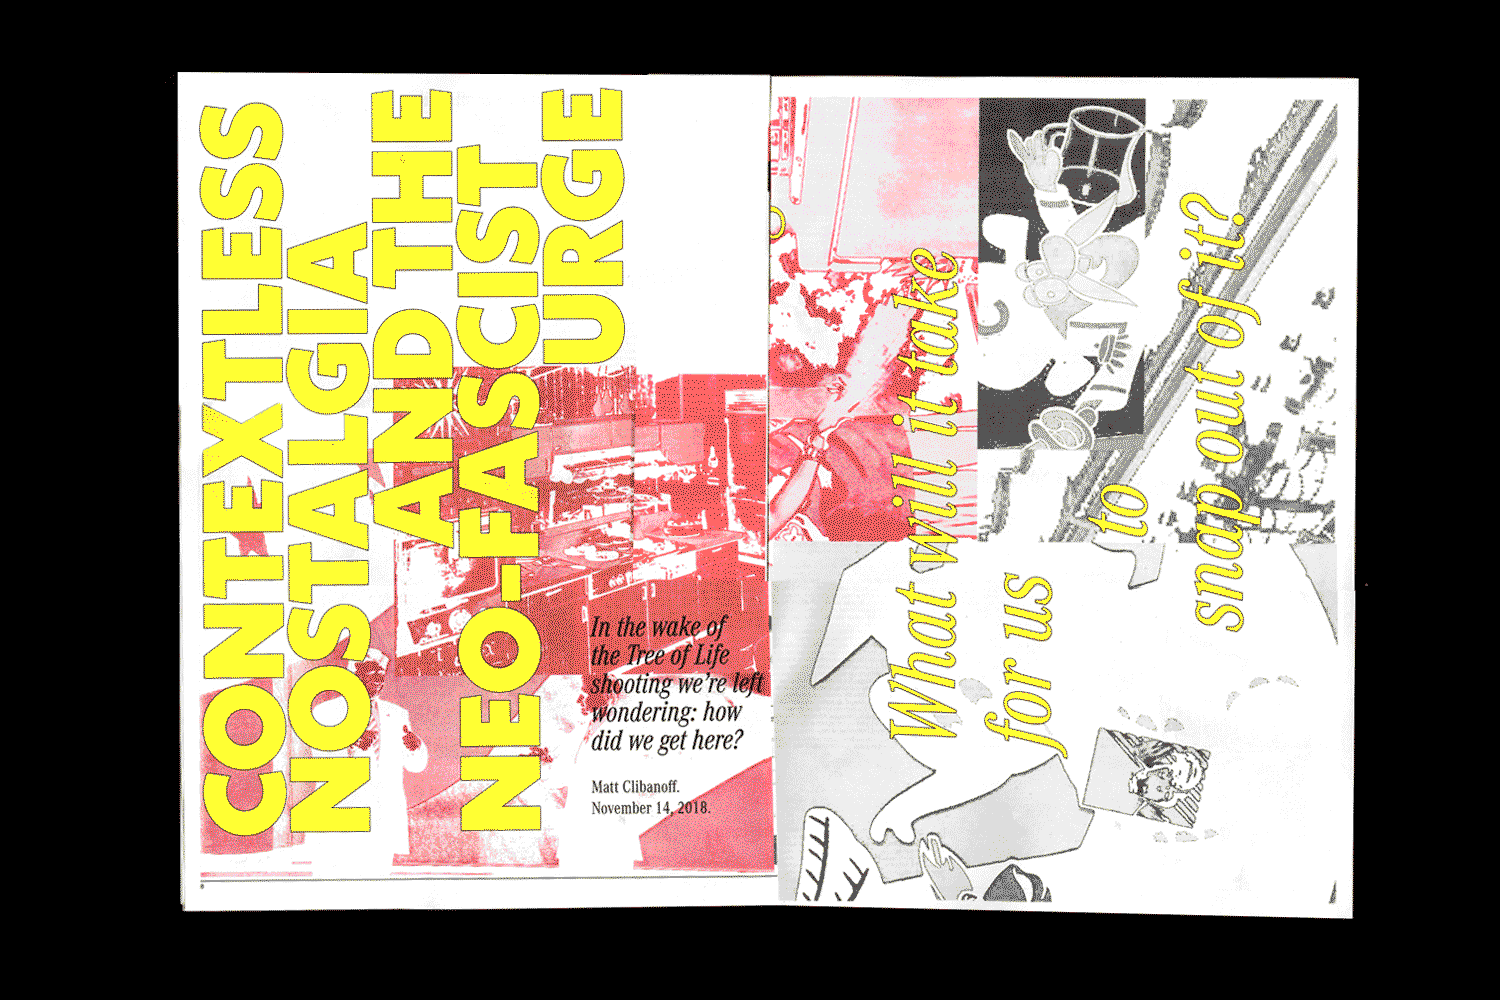 CONTEXTLESS
NOSTALGIA
AND THE
NEO-FASCIST
URGE
In the wake of
the Tree of Life
shooting we're left
wondering: how
did we get here?
Matt Clibanoff.
November 14, 2018.
What will it take
for us
to
snap out of it?